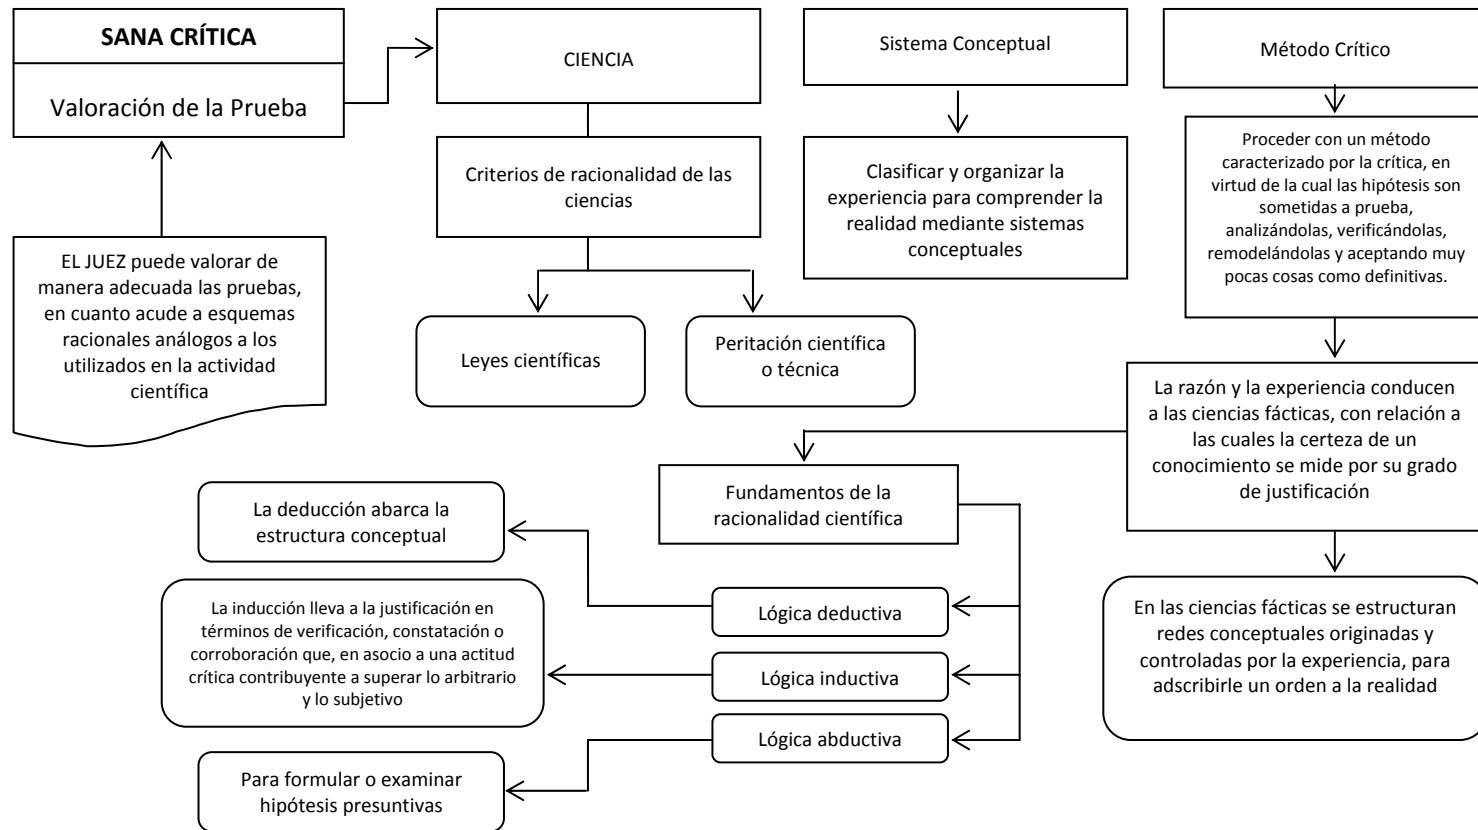 SANA CRÍTICA
Valoración de la Prueba
EL JUEZ puede valorar de
manera adecuada las pruebas,
en cuanto acude a esquemas
racionales análogos a los
utilizados en la actividad
científica
CIENCIA
Criterios de racionalidad de las
ciencias
Leyes científicas
Peritación científica
o técnica
Sistema Conceptual
Clasificar y organizar la
experiencia para comprender la
realidad mediante sistemas
conceptuales
Método Crítico
Proceder con un método
caracterizado por la crítica, en
virtud de la cual las hipótesis son
sometidas a prueba,
analizándolas, verificándolas,
remodelándolas y aceptando muy
pocas cosas como definitivas.
La razón y la experiencia conducen
a las ciencias fácticas, con relación a
las cuales la certeza de un
conocimiento se mide por su grado
de justificación
En las ciencias fácticas se estructuran
redes conceptuales originadas y
controladas por la experiencia, para
adscribirle un orden a la realidad
Fundamentos de la
racionalidad científica
Lógica deductiva
Lógica inductiva
Lógica abductiva
La deducción abarca la
estructura conceptual
La inducción lleva a la justificación en
términos de verificación, constatación o
corroboración que, en asocio a una actitud
crítica contribuyente a superar lo arbitrario
y lo subjetivo
Para formular o examinar
hipótesis presuntivas